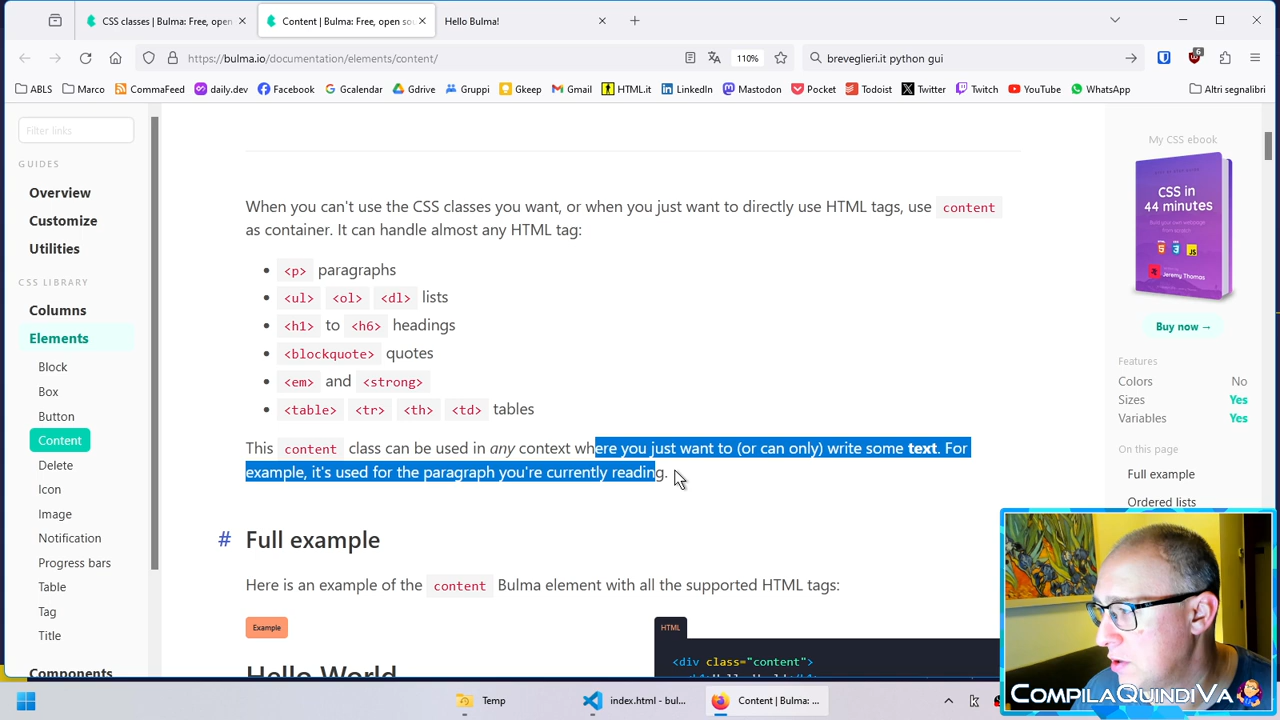 CSS classes | Bulma: Free, open
Content | Bulma: Free, open sou
Hello Bulma!
https://bulma.io/documentation/elements/content/
110%
breveglieri.it python gui
6
ABLS
Marco
CommaFeed
daily.dev
Facebook
Gcalendar
Gdrive
Gruppi
Gkeep
Gmail
HTML.it
LinkedIn
Mastodon
Pocket
Todoist
Twitter
Twitch
YouTube
WhatsApp
Altri segnalibri
Filter links
GUIDES
Overview
Customize
Utilities
CSS LIBRARY
Columns
Elements
Block
Box
Button
Content
Delete
Icon
Image
Notification
Progress bars
Table
Tag
Title
Components
When you can't use the CSS classes you want, or when you just want to directly use HTML tags, use content
as container. It can handle almost any HTML tag:
<p> paragraphs
<ul> <ol> <dl> lists
<h1> to <h6> headings
<blockquote> quotes
<em> and <strong>
<table> <tr> <th> <td> tables
This content class can be used in any context where you just want to (or can only) write some text. For
example, it's used for the paragraph you're currently reading.
# Full example
Here is an example of the content Bulma element with all the supported HTML tags:
Example
Hello World
HTML
<div class="content">
My CSS ebook
CSS in
44 minutes
Jeremy Thomas
Buy now →
Features
Colors No
Sizes Yes
Variables Yes
On this page
Full example
Ordered lists
COMPILAQUINDIVA
Temp
index.html - bul...
Content | Bulma: ...